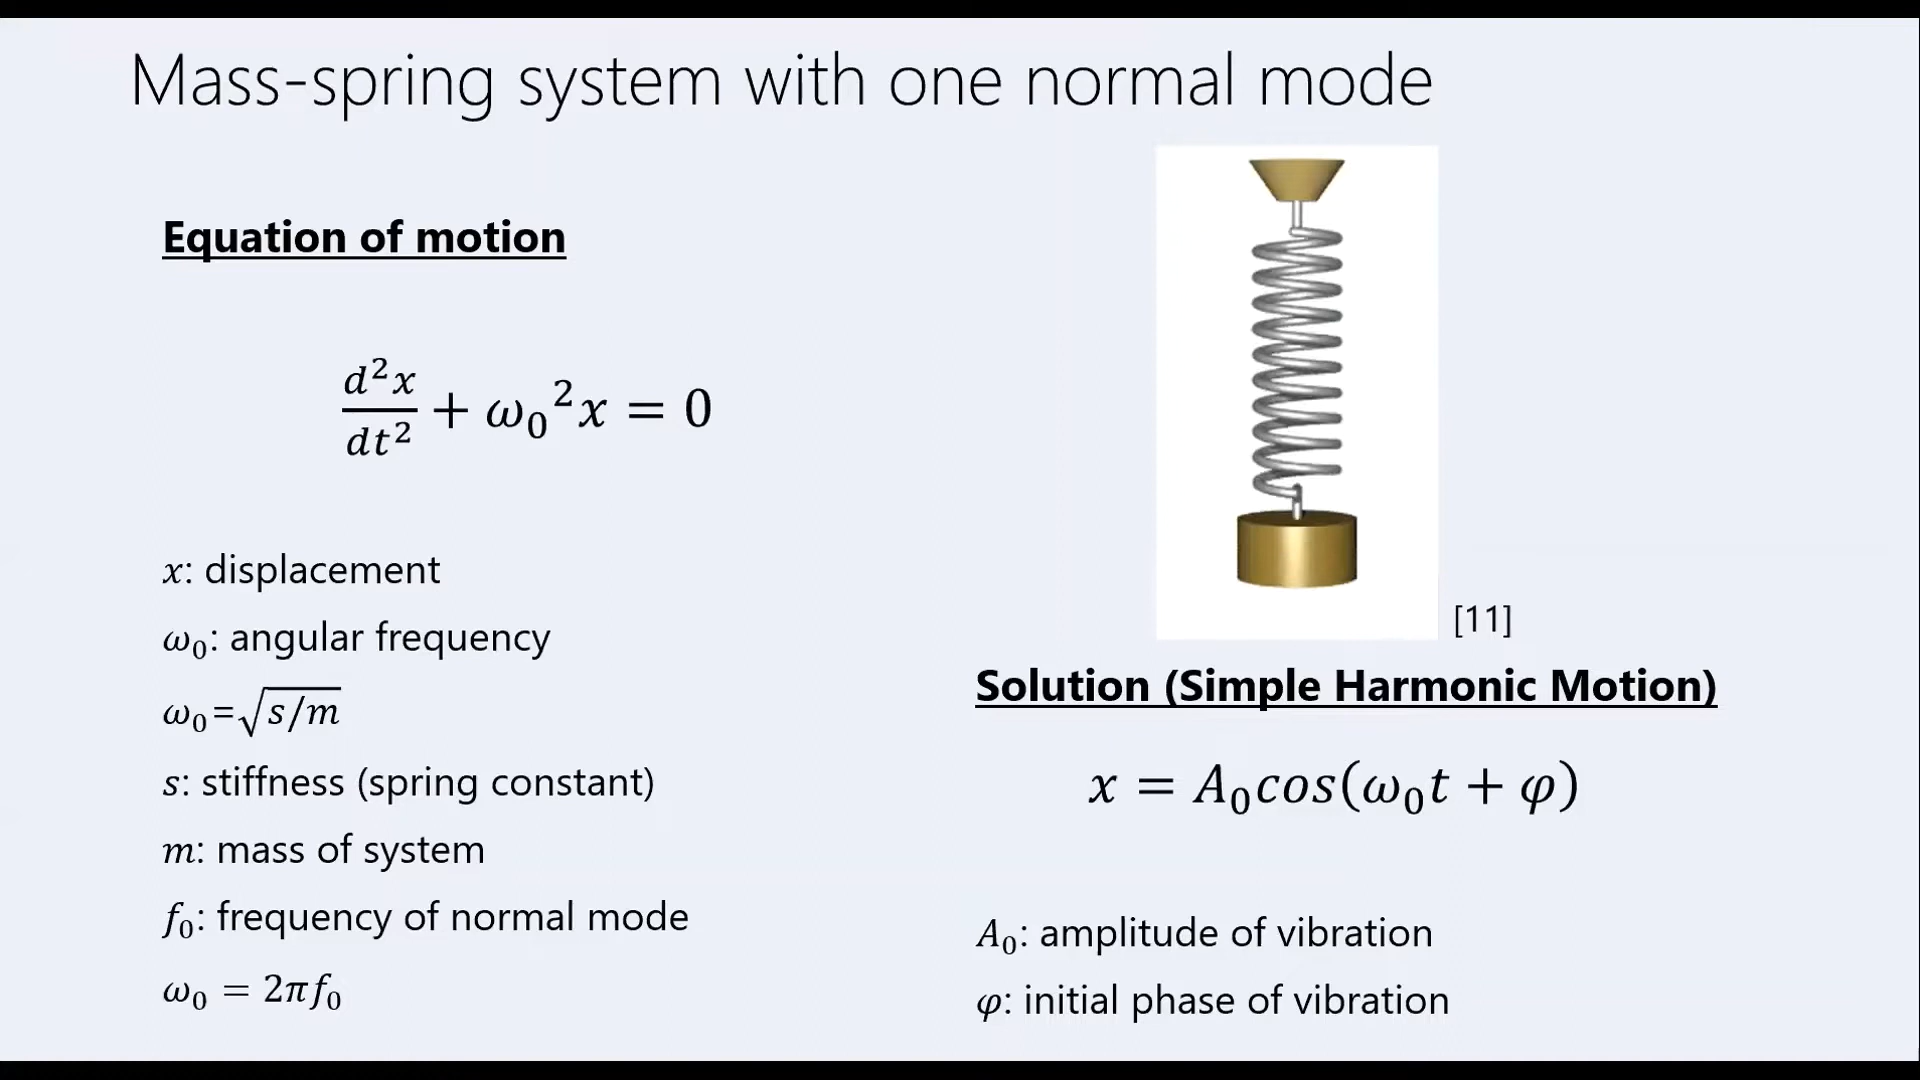 Mass-spring system with one normal mode
Equation of motion
d²x/dt² + ω₀²x = 0
x: displacement
ω₀: angular frequency
ω₀=√s/m
s: stiffness (spring constant)
m: mass of system
f₀: frequency of normal mode
ω₀ = 2πf₀
[11]
Solution (Simple Harmonic Motion)
x = A₀cos(ω₀t + φ)
A₀: amplitude of vibration
φ: initial phase of vibration